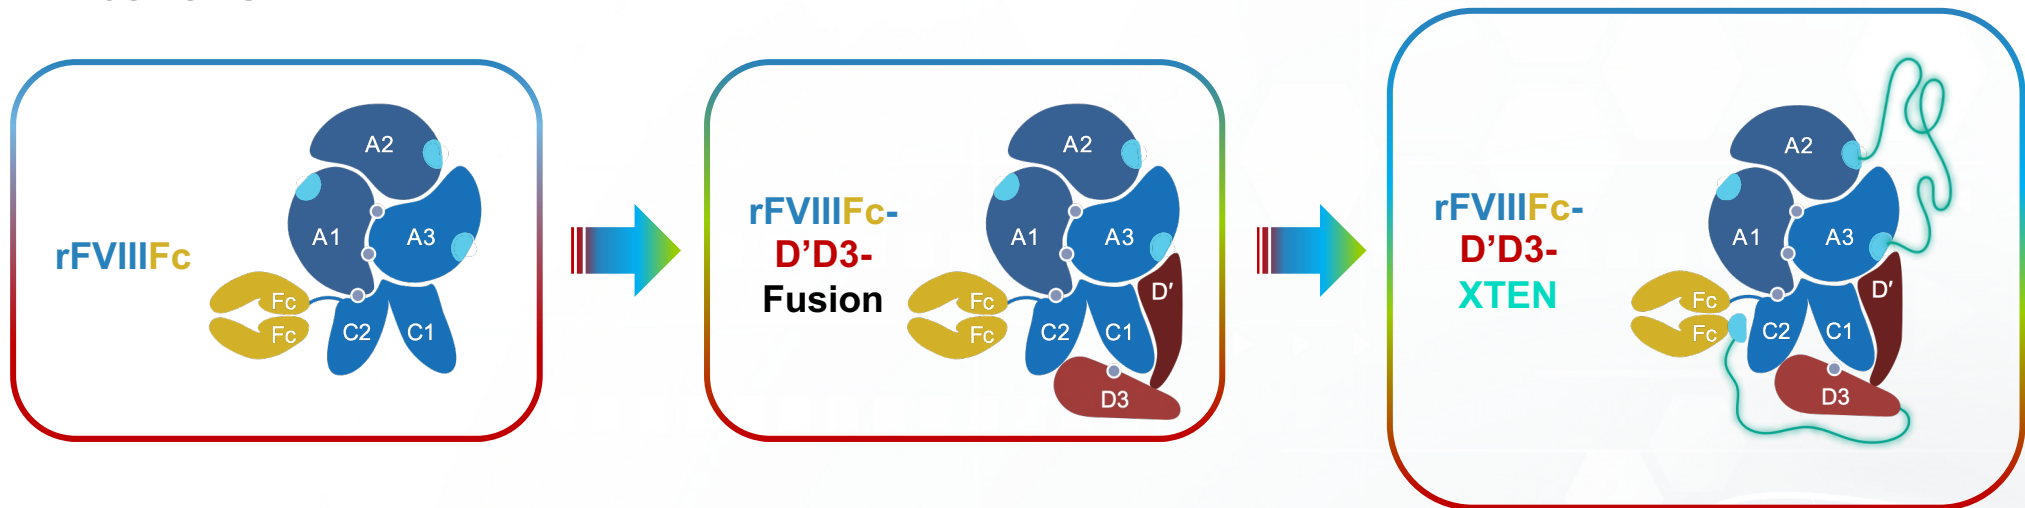 rFVIIIFc
A2
A1
A3
Fc
Fc
C2
C1
rFVIIIFc-
D'D3-
Fusion
A2
A1
A3
D'
Fc
Fc
C2
C1
D3
rFVIIIFc-
D'D3-
XTEN
A2
A1
A3
D'
Fc
Fc
C2
C1
D3